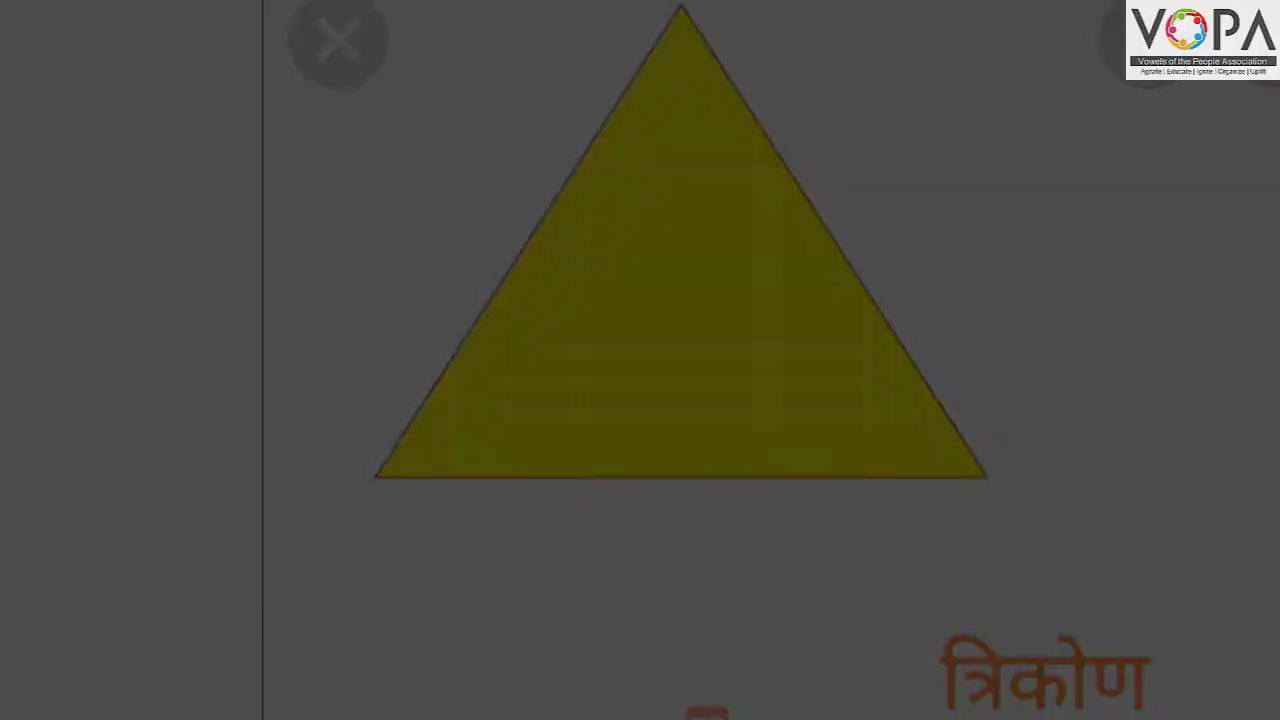 VOPA
Vowels of the People Association
Agitate | Educate | Ignite | Organize | Uplift
त्रिकोण